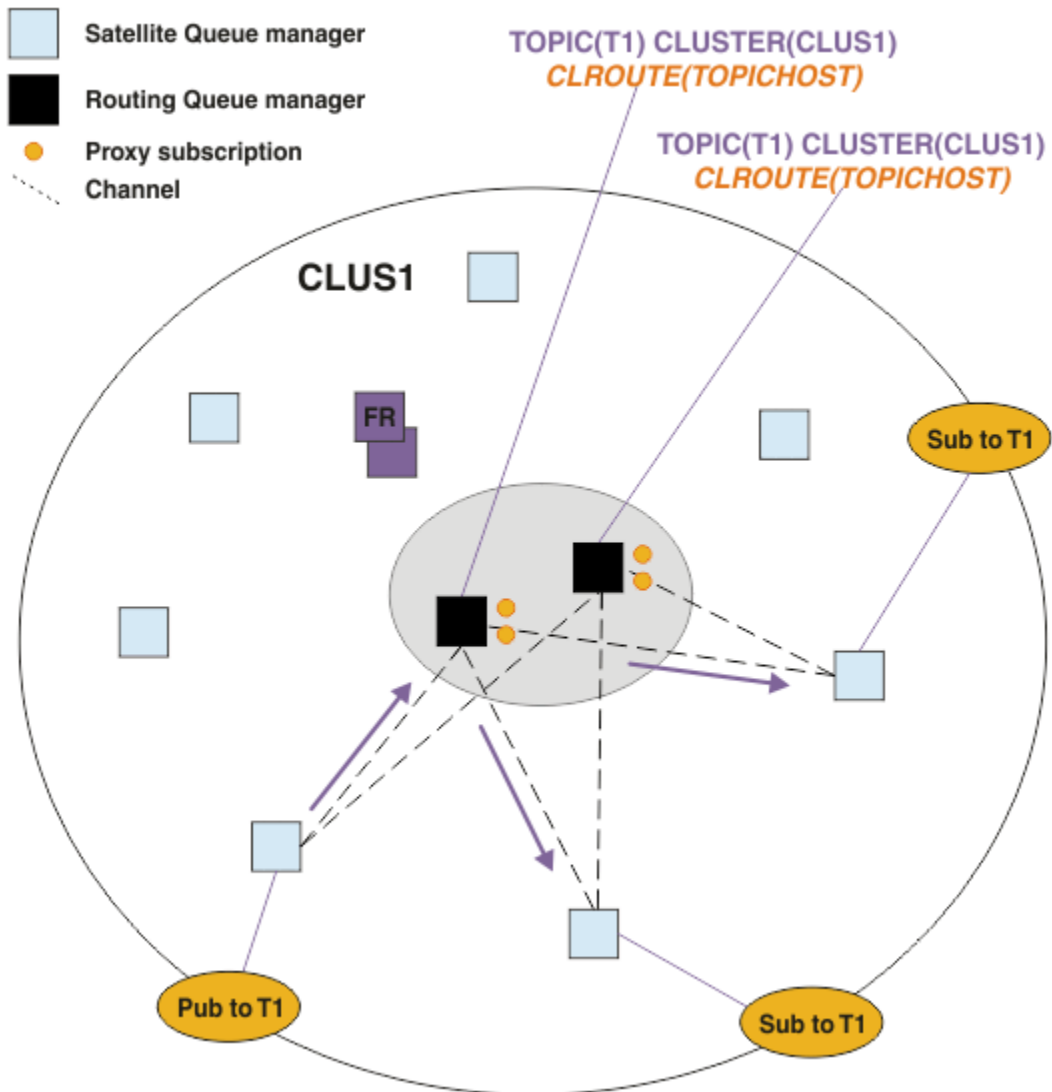 Satellite Queue manager
Routing Queue manager
Proxy subscription
Channel
TOPIC(T1) CLUSTER(CLUS1)
CLROUTE(TOPICHOST)
TOPIC(T1) CLUSTER(CLUS1)
CLROUTE(TOPICHOST)
CLUS1
FR
Sub to T1
Pub to T1
Sub to T1